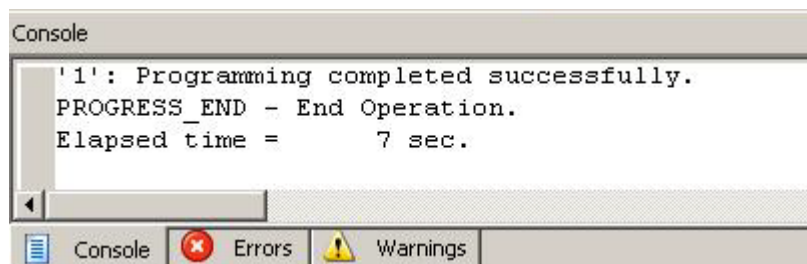 Console
'1': Programming completed successfully.
PROGRESS_END - End Operation.
Elapsed time =      7 sec.
Console Errors Warnings